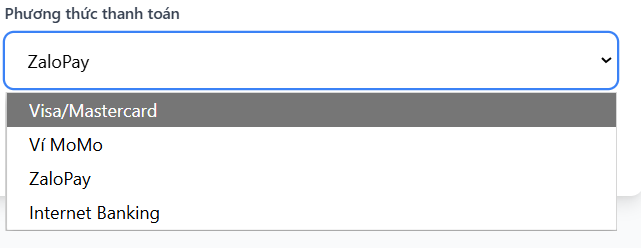 Phương thức thanh toán
ZaloPay
Visa/Mastercard
Ví MoMo
ZaloPay
Internet Banking